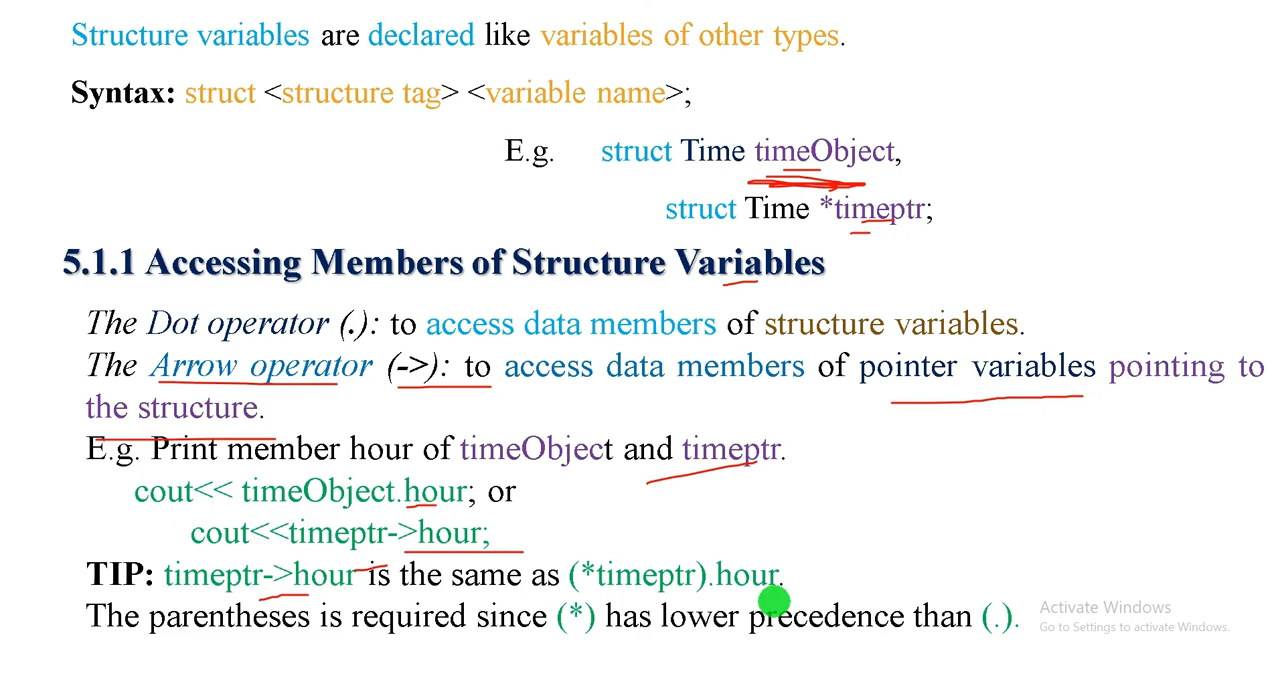 Structure variables are declared like variables of other types.
Syntax: struct <structure tag> <variable name>;
E.g. struct Time timeObject,
struct Time *timeptr;
5.1.1 Accessing Members of Structure Variables
The Dot operator (.): to access data members of structure variables.
The Arrow operator (->): to access data members of pointer variables pointing to
the structure.
E.g. Print member hour of timeObject and timeptr.
cout<< timeObject.hour; or
cout<<timeptr->hour;
TIP: timeptr->hour is the same as (*timeptr).hour.
The parentheses is required since (*) has lower precedence than (.).
Activate Windows
Go to Settings to activate Windows.